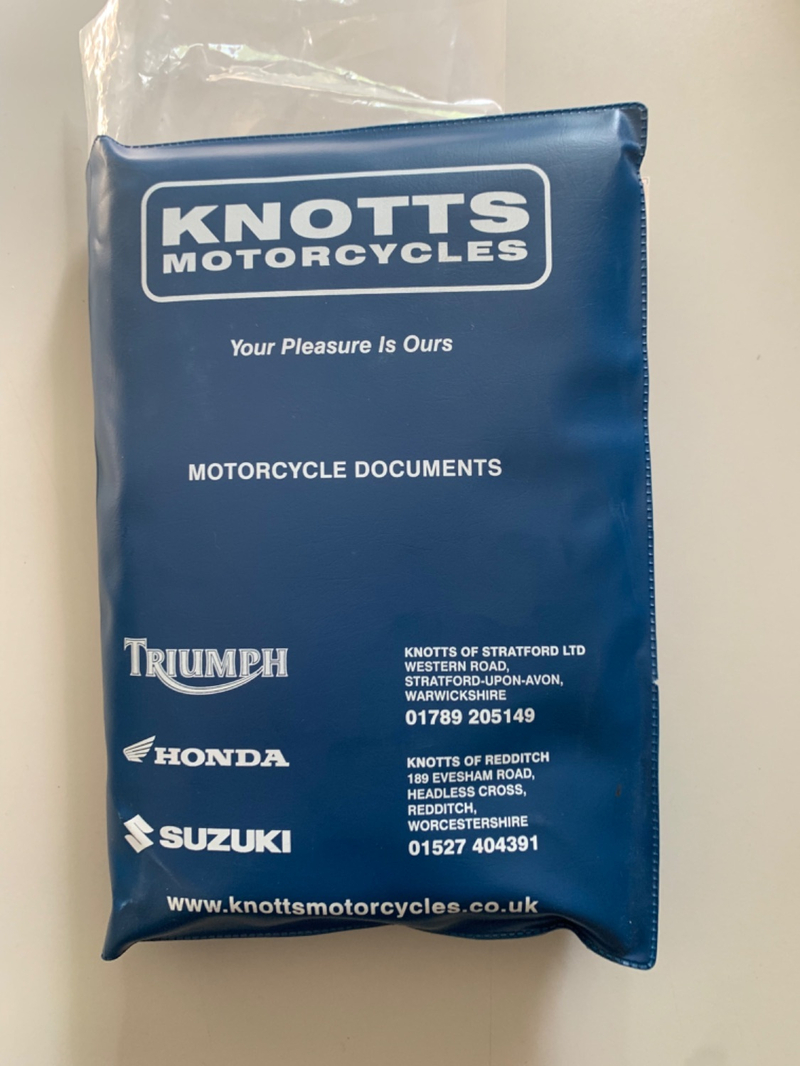 KNOTTS
MOTORCYCLES
Your Pleasure Is Ours
MOTORCYCLE DOCUMENTS
TRIUMPH
HONDA
SUZUKI
KNOTTS OF STRATFORD LTD
WESTERN ROAD,
STRATFORD-UPON-AVON,
WARWICKSHIRE
01789 205149
KNOTTS OF REDDITCH
189 EVESHAM ROAD,
HEADLESS CROSS,
REDDITCH,
WORCESTERSHIRE
01527 404391
www.knottsmotorcycles.co.uk